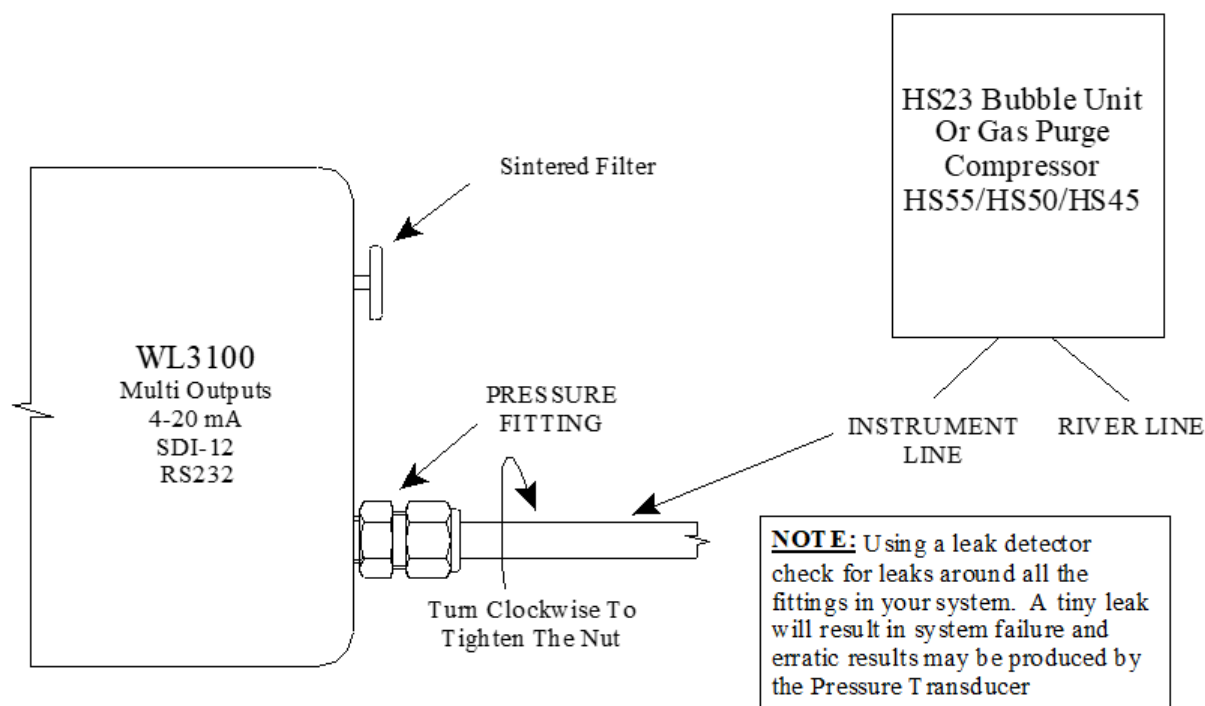 HS23 Bubble Unit
Or Gas Purge
Compressor
HS55/HS50/HS45
Sintered Filter
WL3100
Multi Outputs
4-20 mA
SDI-12
RS232
PRESSURE
FITTING
INSTRUMENT
LINE
RIVER LINE
Turn Clockwise To
Tighten The Nut
NOTE: Using a leak detector
check for leaks around all the
fittings in your system. A tiny leak
will result in system failure and
erratic results may be produced by
the Pressure Transducer